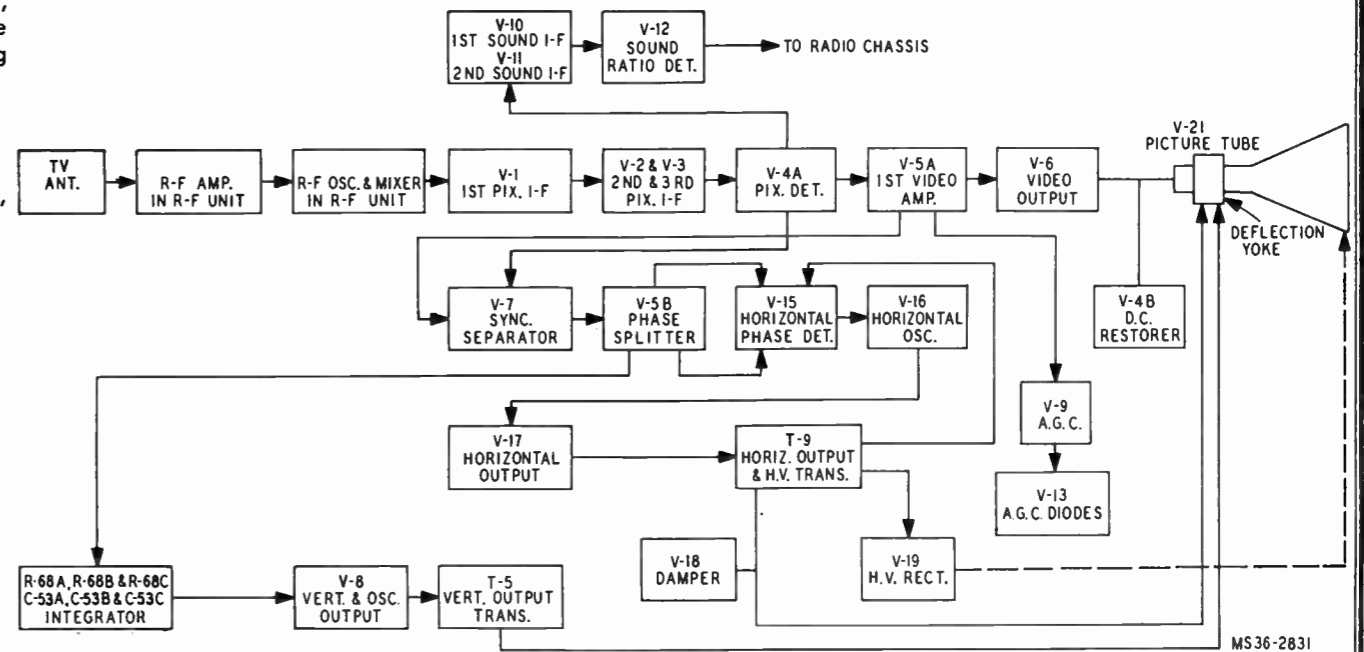 ,
e
g
,
V-10
1ST SOUND I-F
V-11
2ND SOUND I-F
V-12
SOUND
RATIO DET.
TO RADIO CHASSIS
TV
ANT.
R-F AMP.
IN R-F UNIT
R-F OSC. & MIXER
IN R-F UNIT
V-1
1ST PIX. I-F
V-2 & V-3
2ND & 3RD
PIX. I-F
V-4A
PIX. DET.
V-5A
1ST VIDEO
AMP.
V-6
VIDEO
OUTPUT
V-21
PICTURE TUBE
DEFLECTION
YOKE
V-7
SYNC.
SEPARATOR
V-5B
PHASE
SPLITTER
V-15
HORIZONTAL
PHASE DET.
V-16
HORIZONTAL
OSC.
V-4B
D.C.
RESTORER
V-9
A.G.C.
V-17
HORIZONTAL
OUTPUT
T-9
HORIZ. OUTPUT
& H.V. TRANS.
V-13
A.G.C. DIODES
V-18
DAMPER
V-19
H.V. RECT.
R-68A, R-68B & R-68C
C-53A, C-53B & C-53C
INTEGRATOR
V-8
VERT. & OSC.
OUTPUT
T-5
VERT. OUTPUT
TRANS.
MS36-2831